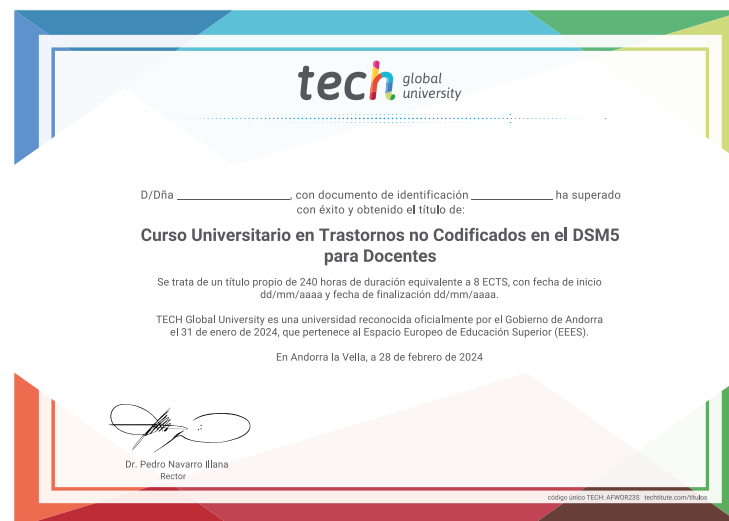 tech global
university
D/Dña ____________________, con documento de identificación ______________ ha superado
con éxito y obtenido el título de:
Curso Universitario en Trastornos no Codificados en el DSM5
para Docentes
Se trata de un título propio de 240 horas de duración equivalente a 8 ECTS, con fecha de inicio
dd/mm/aaaa y fecha de finalización dd/mm/aaaa.
TECH Global University es una universidad reconocida oficialmente por el Gobierno de Andorra
el 31 de enero de 2024, que pertenece al Espacio Europeo de Educación Superior (EEES).
En Andorra la Vella, a 28 de febrero de 2024
Dr. Pedro Navarro Illana
Rector
código único TECH: AFWOR23S techtitute.com/titulos